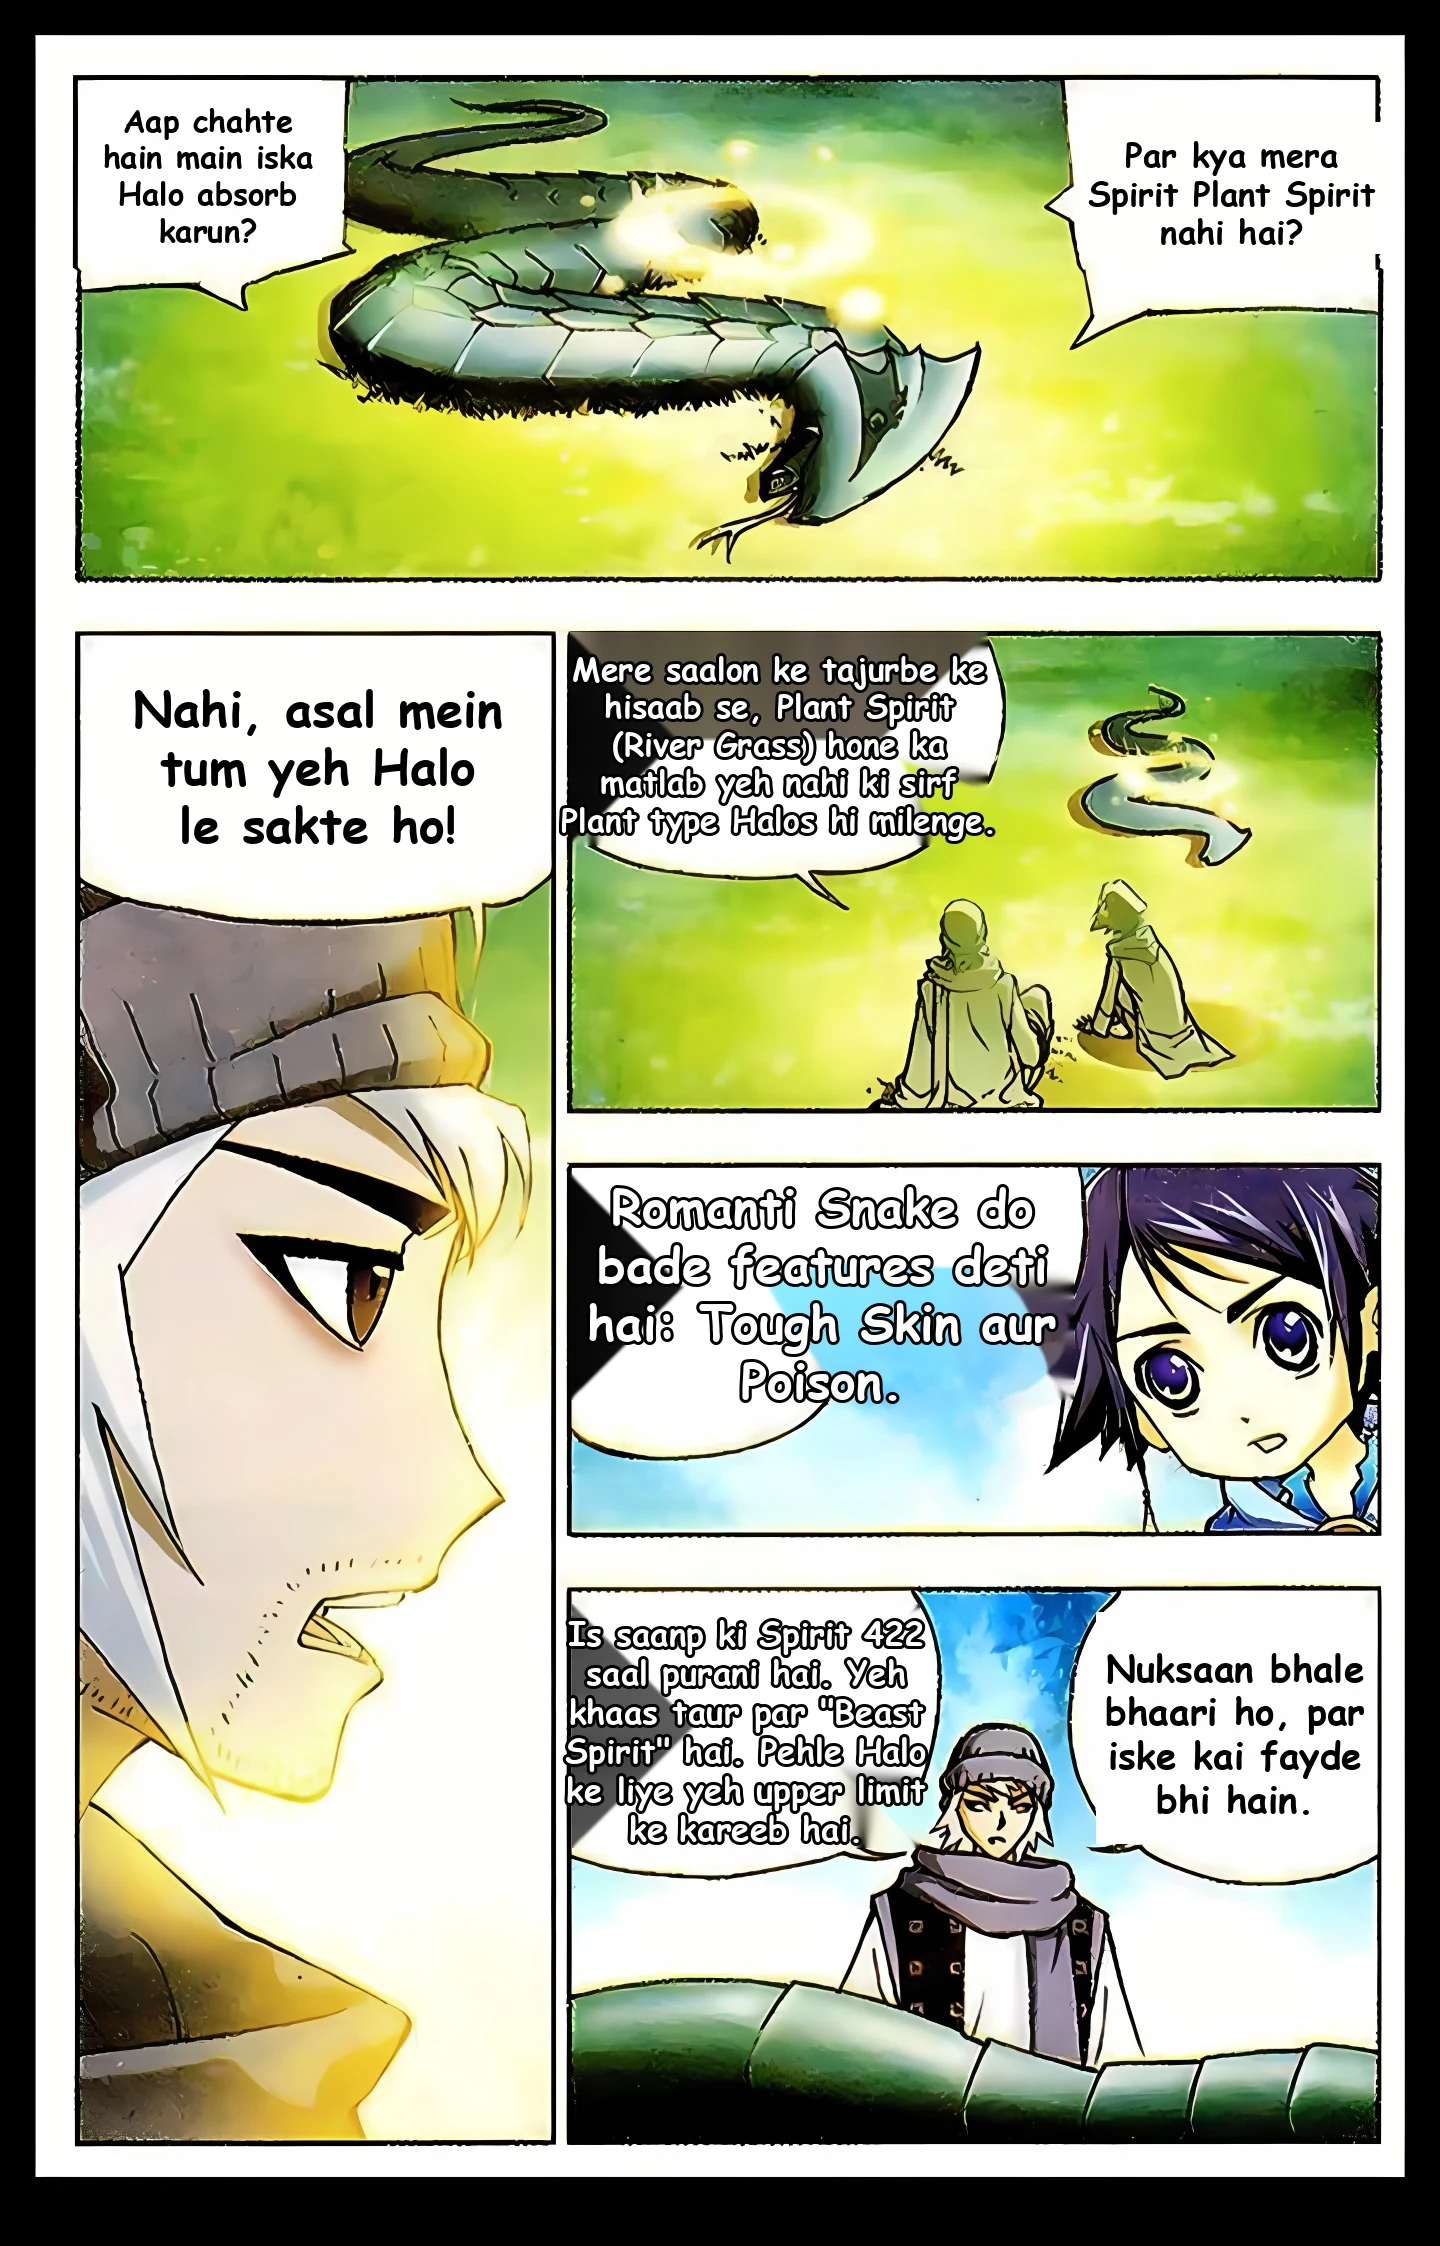 Aap chahte
hain main iska
Halo absorb
karun?
Par kya mera
Spirit Plant Spirit
nahi hai?
Nahi, asal mein
tum yeh Halo
le sakte ho!
Mere saalon ke tajurbe ke
hisaab se, Plant Spirit
(River Grass) hone ka
matlab yeh nahi ki sirf
Plant type Halos hi milenge.
Romanti Snake do
bade features deti
hai: Tough Skin aur
Poison.
Is saanp ki Spirit 422
saal purani hai. Yeh
khaas taur par "Beast
Spirit" hai. Pehle Halo
ke liye yeh upper limit
ke kareeb hai.
Nuksaan bhale
bhaari ho, par
iske kai fayde
bhi hain.